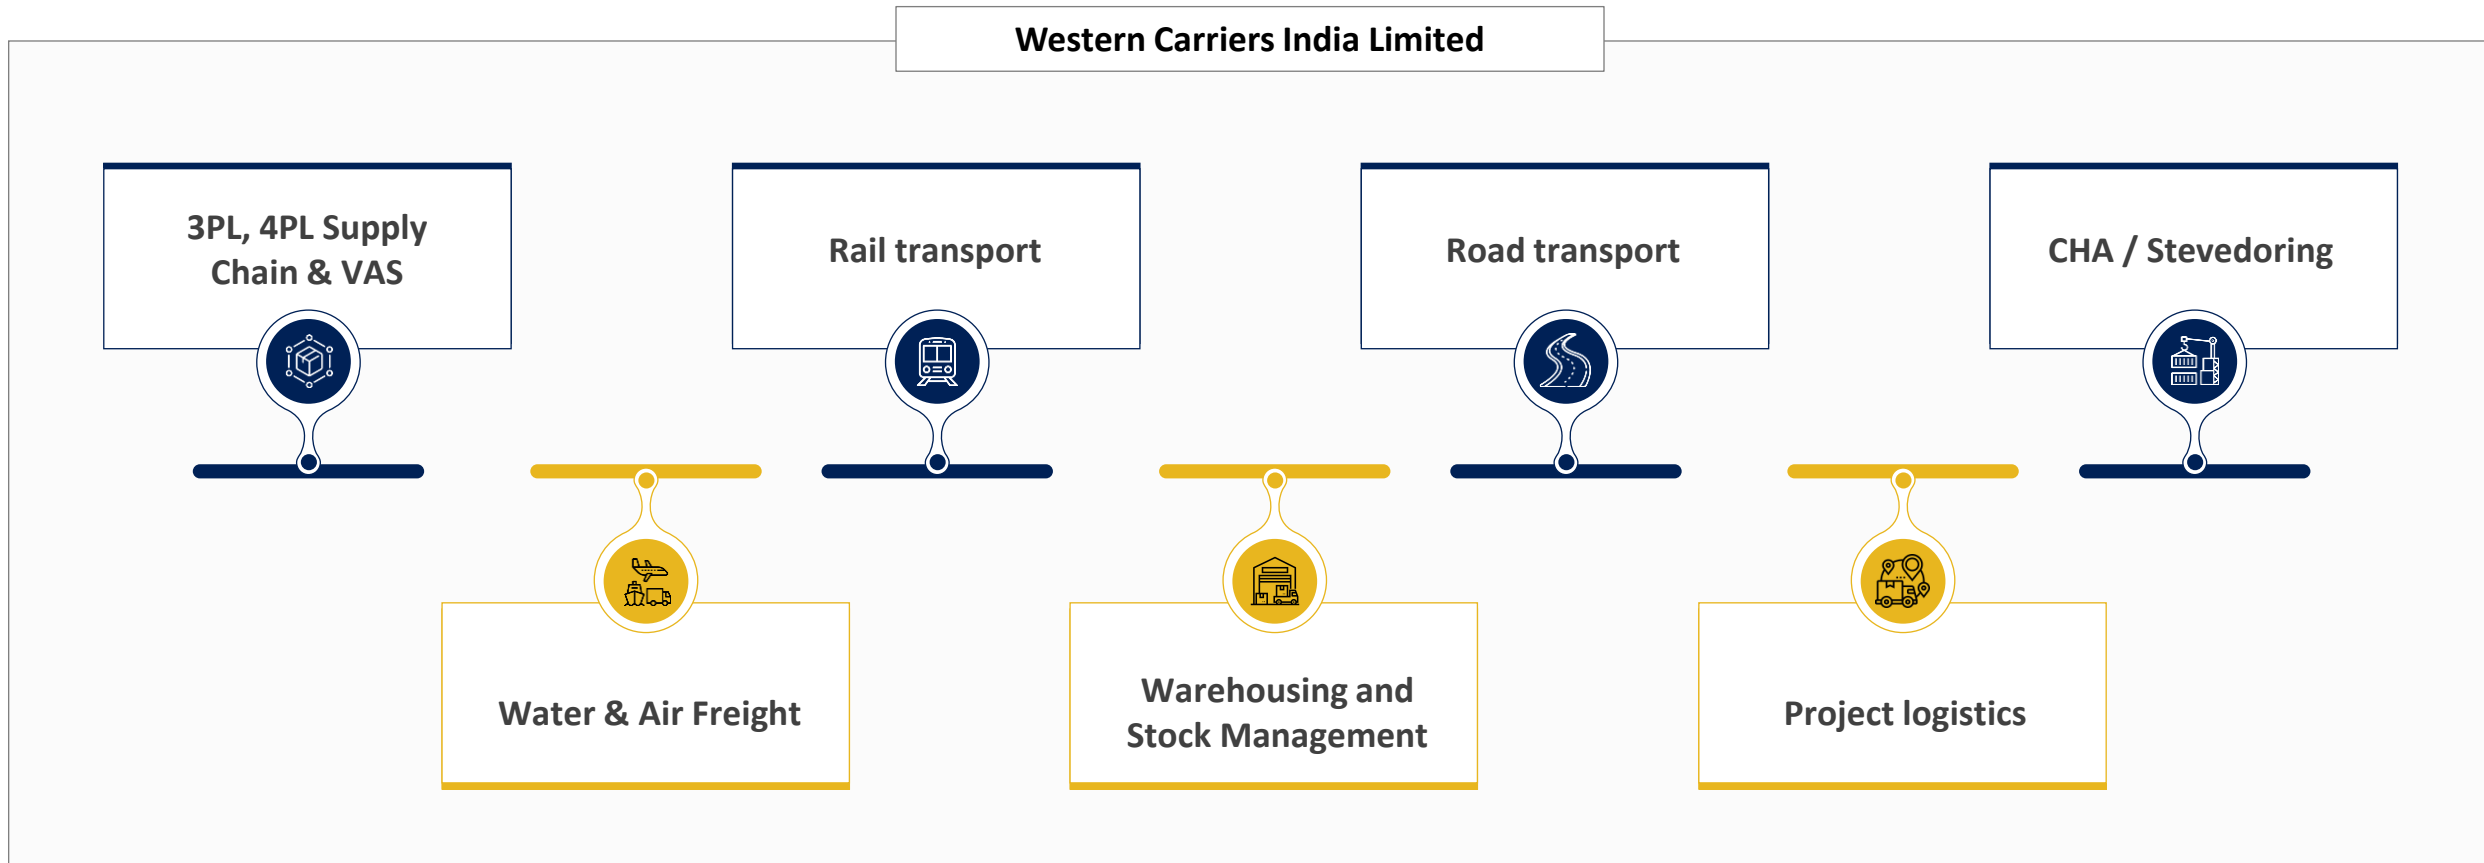 Western Carriers India Limited
3PL, 4PL Supply
Chain & VAS
Rail transport
Road transport
CHA / Stevedoring
Water & Air Freight
Warehousing and
Stock Management
Project logistics